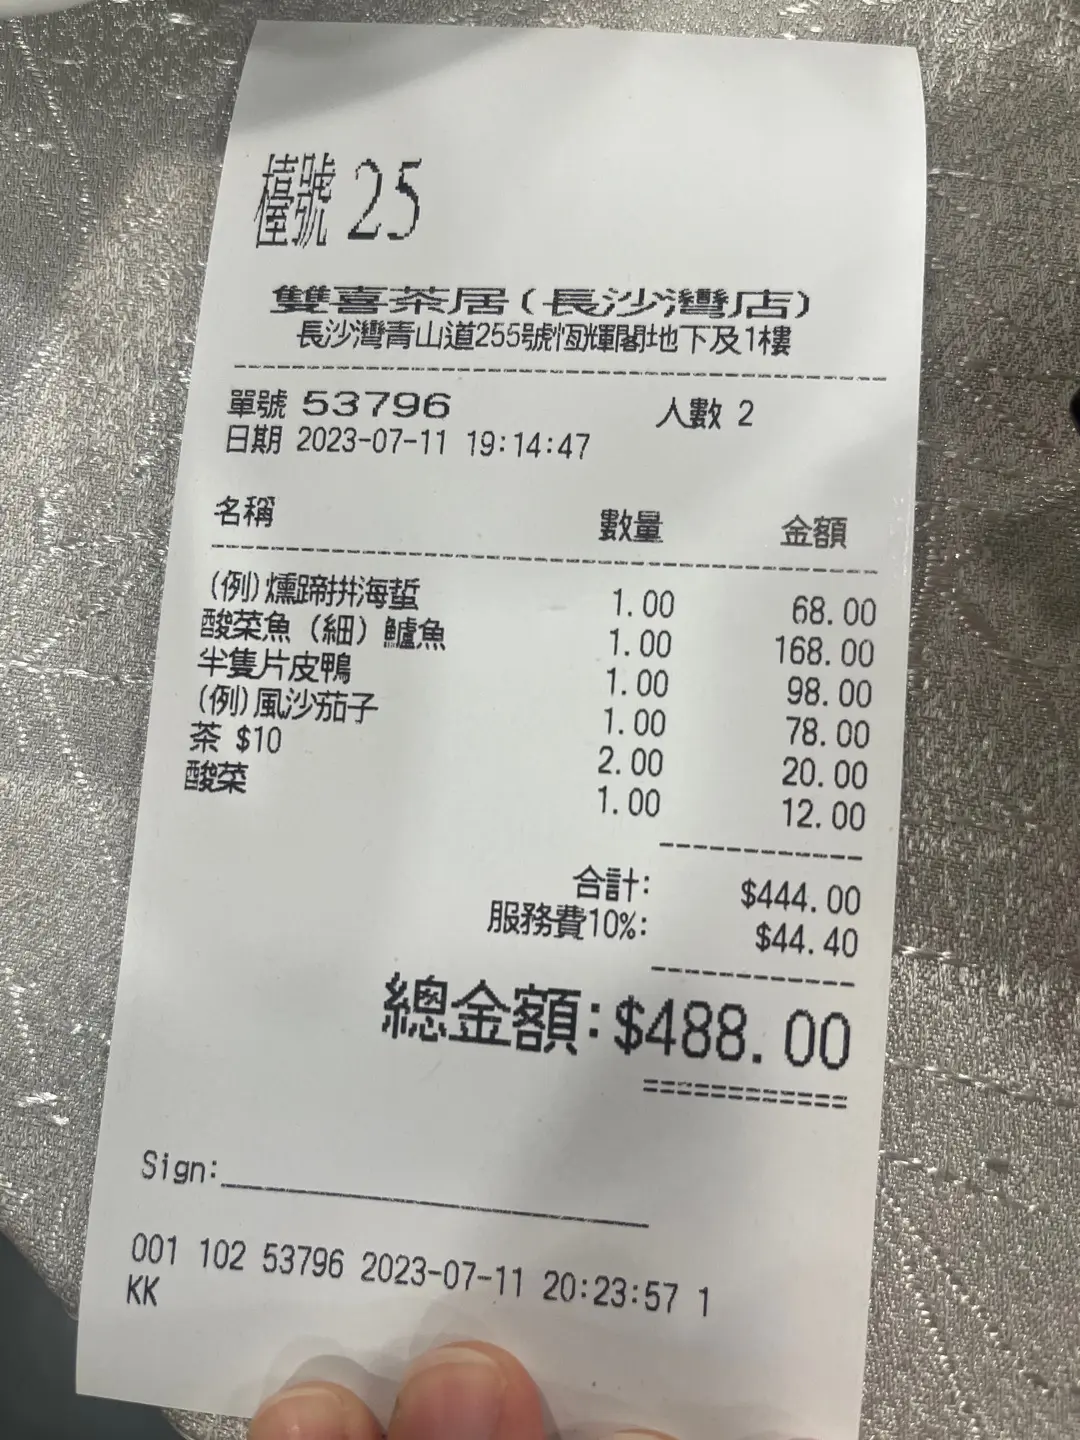 檯號 25
雙喜茶居(長沙灣店)
長沙灣青山道255號恆輝閣地下及1樓
單號 53796 人數 2
日期 2023-07-11 19:14:47
名稱 數量 金額
(例)燻蹄拼海蜇 1.00 68.00
酸菜魚（細）鱸魚 1.00 168.00
半隻片皮鴨 1.00 98.00
(例)風沙茄子 1.00 78.00
茶 $10 2.00 20.00
酸菜 1.00 12.00
合計: $444.00
服務費10%: $44.40
總金額: $488.00
Sign:
001 102 53796 2023-07-11 20:23:57 1
KK